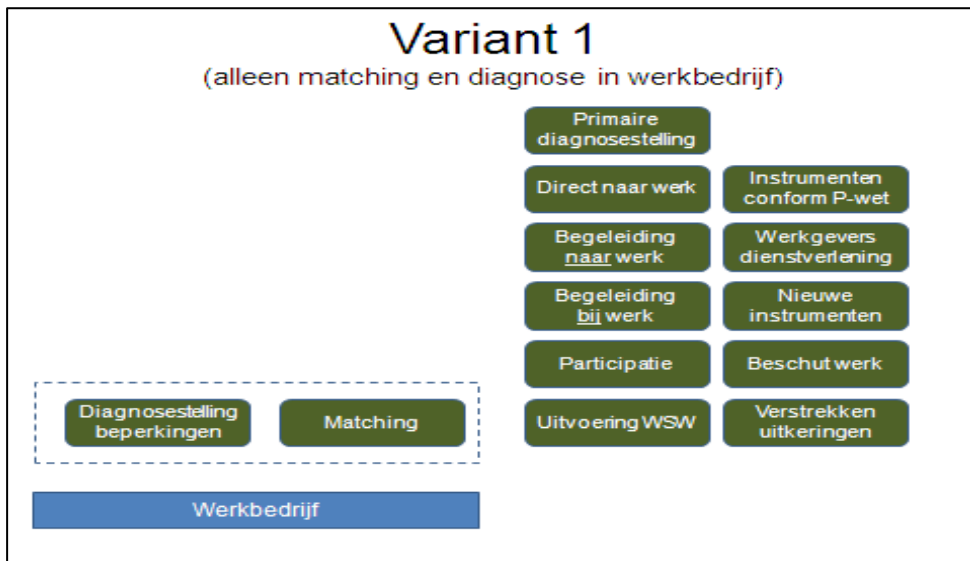 Variant 1
(alleen matching en diagnose in werkbedrijf)
Primaire
diagnosestelling
Direct naar werk
Instrumenten
conform P-wet
Begeleiding
naar werk
Werkgevers
dienstverlening
Begeleiding
bij werk
Nieuwe
instrumenten
Participatie
Beschut werk
Diagnosestelling
beperkingen
Matching
Uitvoering WSW
Verstrekken
uitkeringen
Werkbedrijf